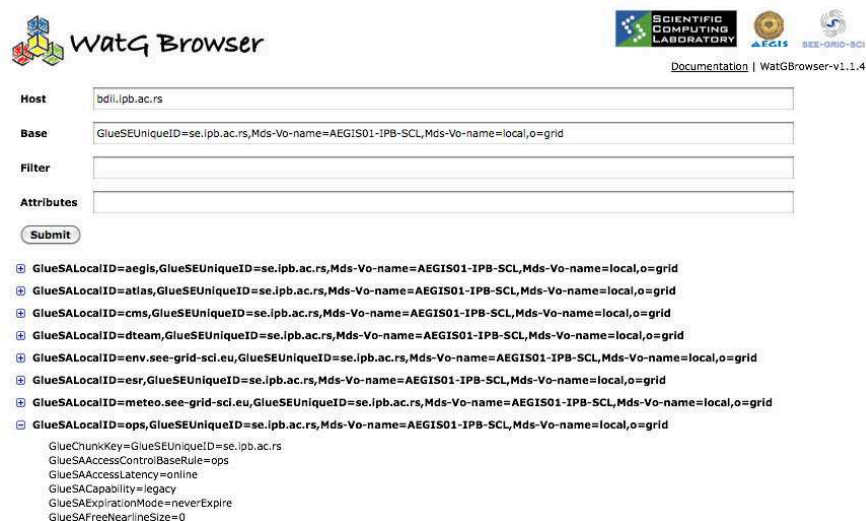 WatG Browser
SCIENTIFIC
COMPUTING
LABORATORY
AEGIS
SEE-GRID-SCI
Documentation | WatGBrowser-v1.1.4
Host bdii.ipb.ac.rs
Base GlueSEUniqueID=se.ipb.ac.rs,Mds-Vo-name=AEGIS01-IPB-SCL,Mds-Vo-name=local,o=grid
Filter
Attributes
Submit
GlueSALocalID=aegis,GlueSEUniqueID=se.ipb.ac.rs,Mds-Vo-name=AEGIS01-IPB-SCL,Mds-Vo-name=local,o=grid
GlueSALocalID=atlas,GlueSEUniqueID=se.ipb.ac.rs,Mds-Vo-name=AEGIS01-IPB-SCL,Mds-Vo-name=local,o=grid
GlueSALocalID=cms,GlueSEUniqueID=se.ipb.ac.rs,Mds-Vo-name=AEGIS01-IPB-SCL,Mds-Vo-name=local,o=grid
GlueSALocalID=dteam,GlueSEUniqueID=se.ipb.ac.rs,Mds-Vo-name=AEGIS01-IPB-SCL,Mds-Vo-name=local,o=grid
GlueSALocalID=env.see-grid-sci.eu,GlueSEUniqueID=se.ipb.ac.rs,Mds-Vo-name=AEGIS01-IPB-SCL,Mds-Vo-name=local,o=grid
GlueSALocalID=esr,GlueSEUniqueID=se.ipb.ac.rs,Mds-Vo-name=AEGIS01-IPB-SCL,Mds-Vo-name=local,o=grid
GlueSALocalID=meteo.see-grid-sci.eu,GlueSEUniqueID=se.ipb.ac.rs,Mds-Vo-name=AEGIS01-IPB-SCL,Mds-Vo-name=local,o=grid
GlueSALocalID=ops,GlueSEUniqueID=se.ipb.ac.rs,Mds-Vo-name=AEGIS01-IPB-SCL,Mds-Vo-name=local,o=grid
GlueChunkKey=GlueSEUniqueID=se.ipb.ac.rs
GlueSAAccessControlBaseRule=ops
GlueSAAccessLatency=online
GlueSACapability=legacy
GlueSAExpirationMode=neverExpire
GlueSAFreeNearlineSize=0